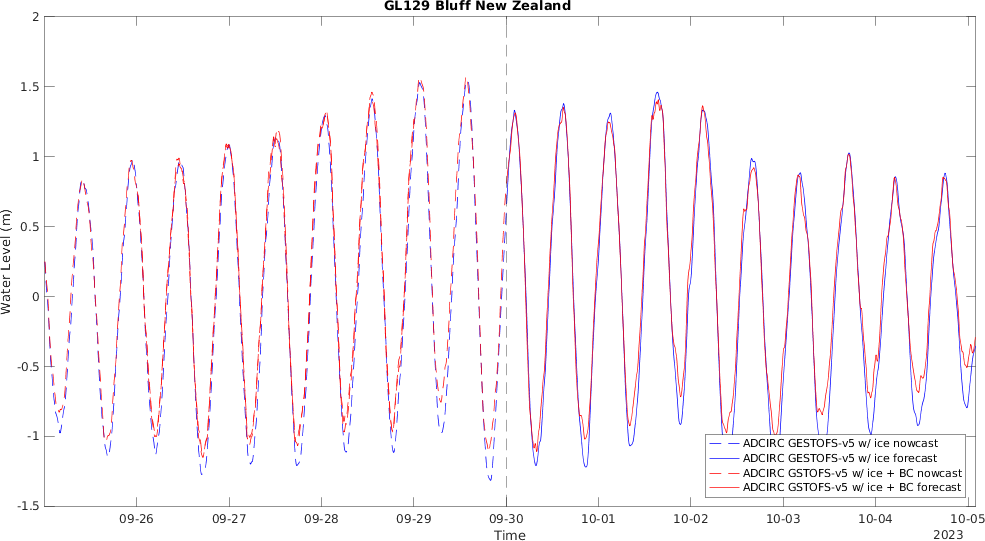 GL129 Bluff New Zealand
2
1.5
1
0.5
0
-0.5
-1
-1.5
Water Level (m)
09-26
09-27
09-28
09-29
09-30
10-01
10-02
10-03
10-04
10-05
Time
2023
ADCIRC GESTOFS-v5 w/ ice nowcast
ADCIRC GESTOFS-v5 w/ ice forecast
ADCIRC GSTOFS-v5 w/ ice + BC nowcast
ADCIRC GSTOFS-v5 w/ ice + BC forecast